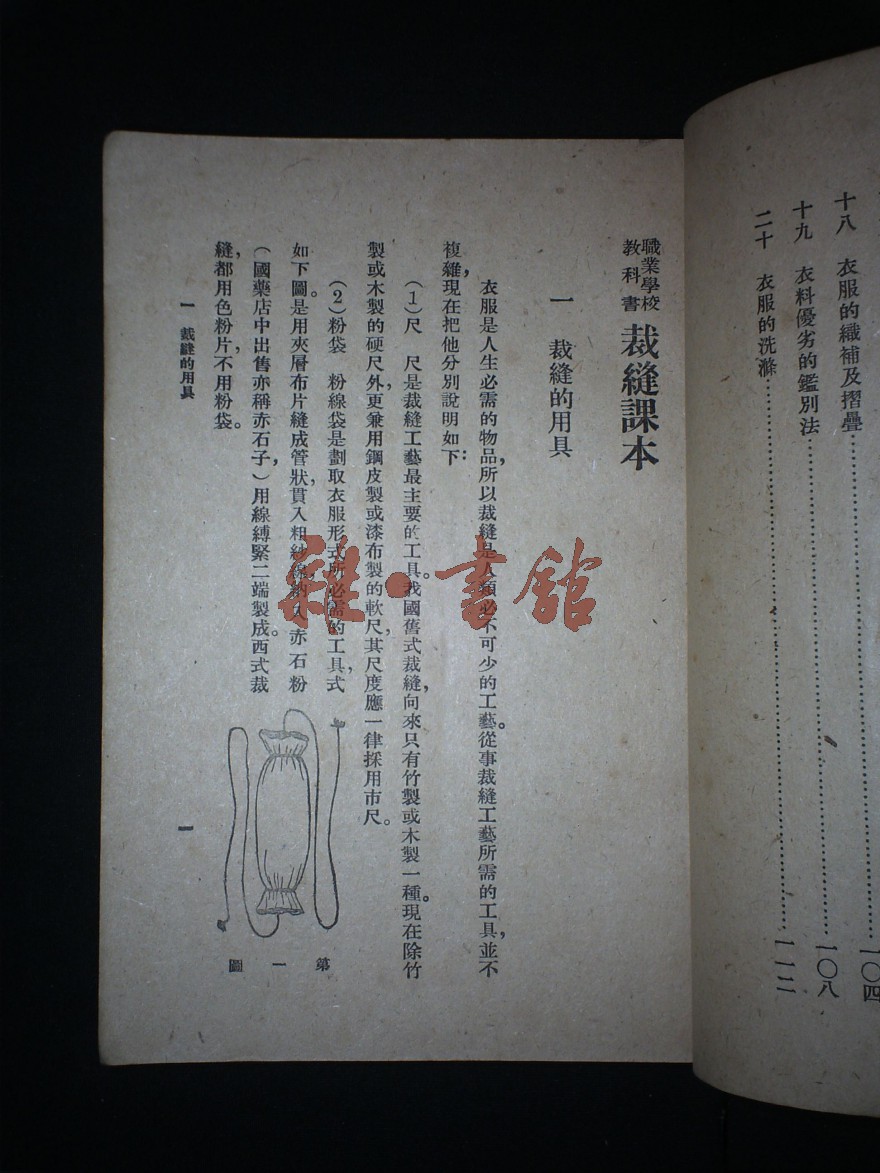 十八 衣服的織補及摺疊……一〇四
十九 衣料優劣的鑑別法……一〇八
二十 衣服的洗滌……一一二
職業學校
教科書
裁縫課本
一 裁縫的用具
衣服是人生必需的物品,所以裁縫是人類必不可少的工藝。從事裁縫工藝所需的工具,並不
複雜,現在把他分別說明如下:
(1)尺 尺是裁縫工藝最主要的工具。我國舊式裁縫,向來只有竹製或木製一種。現在除竹
製或木製的硬尺外,更兼用鋼皮製或漆布製的軟尺,其尺度應一律採用市尺。
(2)粉袋 粉線袋是劃取衣服形式所必需的工具,式
如下圖。是用夾層布片縫成管狀,貫入粗紗線,納入赤石粉
(國藥店中出售,亦稱赤石子,)用線縛緊二端製成。西式裁
縫,都用色粉片,不用粉袋。
第一圖
一 裁縫的用具
一
雜·書館